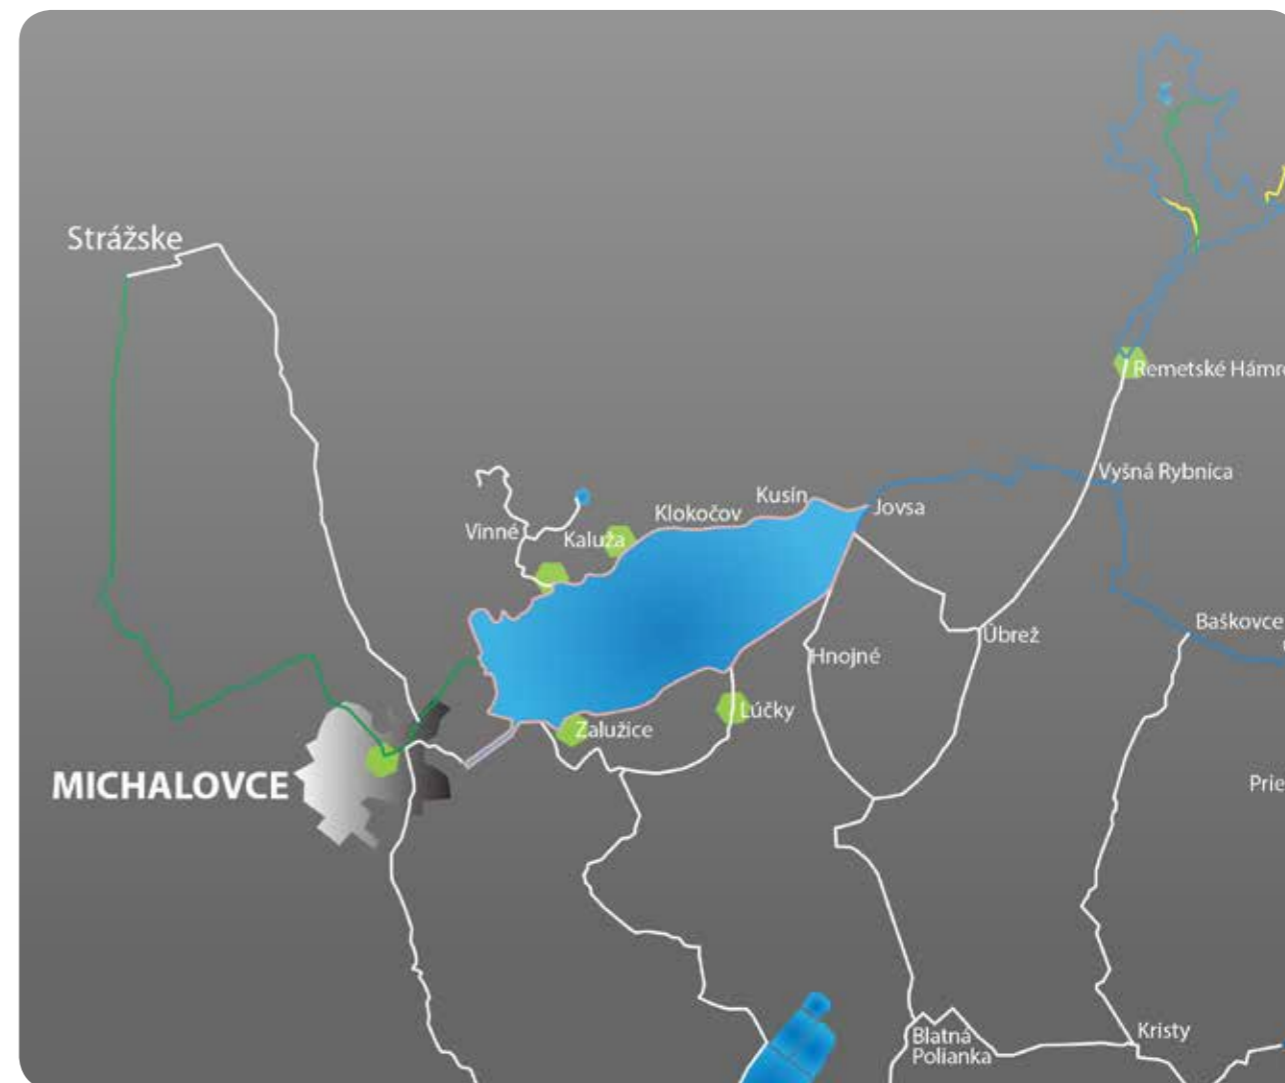 Strážske
Remetské Hámre
Vyšná Rybnica
Kusín
Klokočov
Jovsa
Vinné
Kaluža
Baškovce
Úbrež
Hnojné
Lúčky
Zalužice
MICHALOVCE
Prie
Kristy
Blatná
Polianka